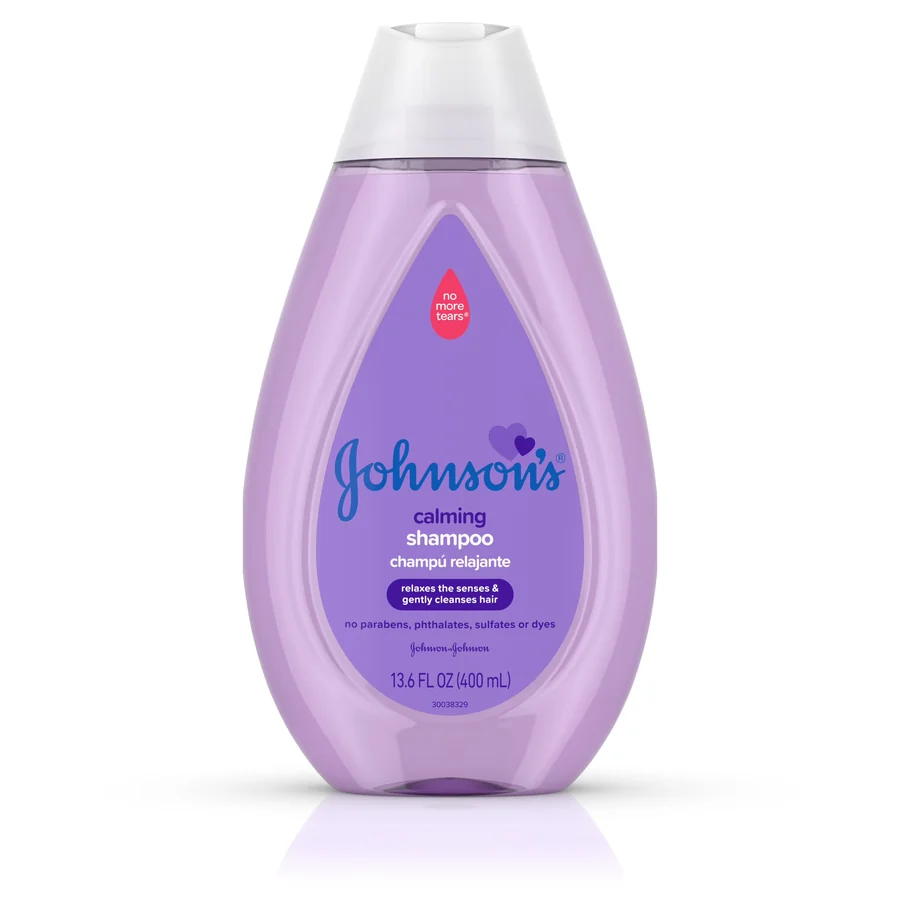 no
more
tears®
Johnson's®
calming
shampoo
champú relajante
relaxes the senses &
gently cleanses hair
no parabens, phthalates, sulfates or dyes
Johnson & Johnson
13.6 FL OZ (400 mL)
30038329